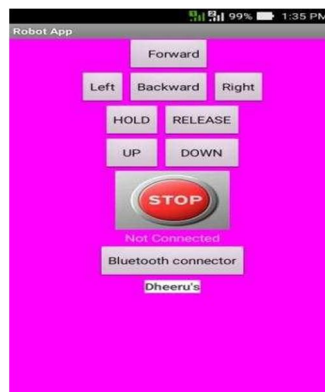 99% 1:35 PM
Robot App
Forward
Left Backward Right
HOLD RELEASE
UP DOWN
STOP
Not Connected
Bluetooth connector
Dheeru's